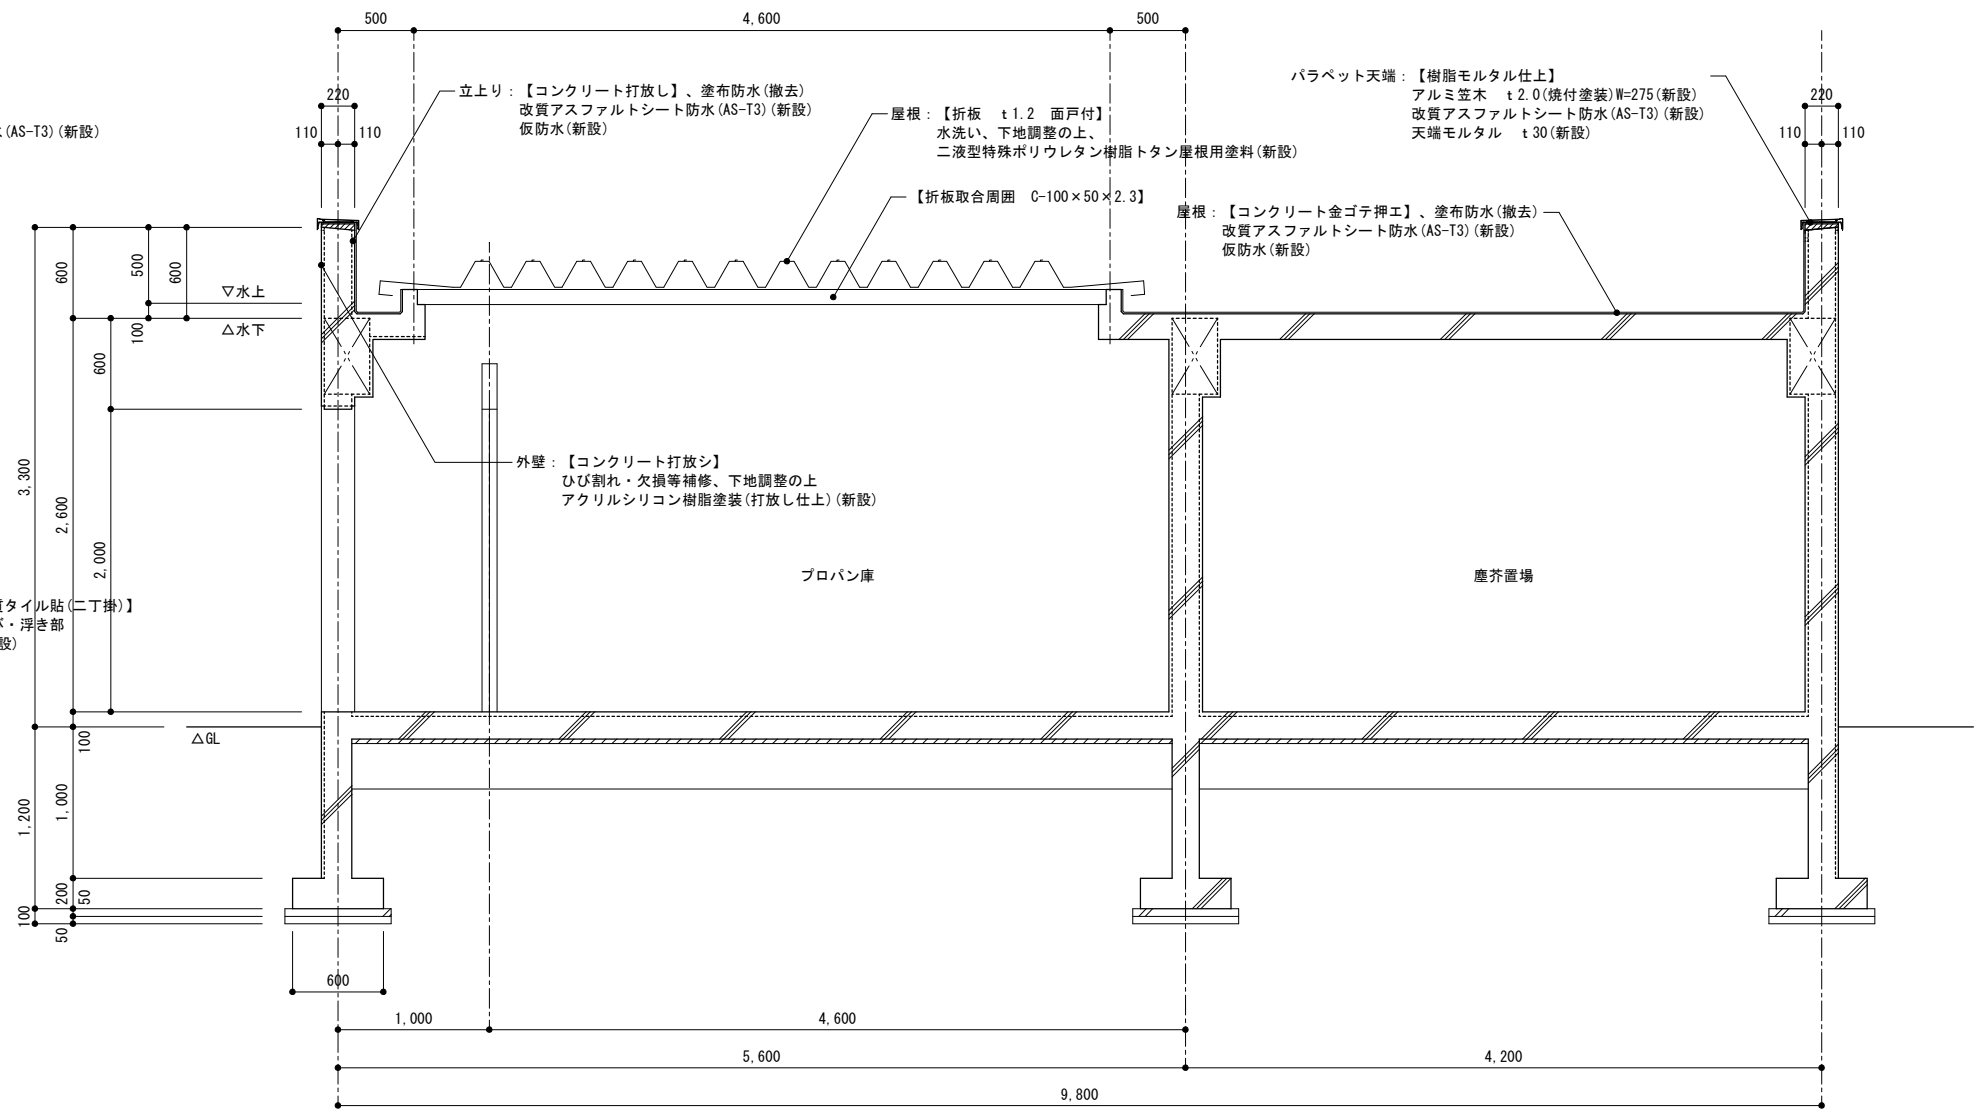 500
4,600
500
立上り：【コンクリート打放し】、塗布防水(撤去)
改質アスファルトシート防水(AS-T3)(新設)
仮防水(新設)
屋根：【折板　t1.2　面戸付】
水洗い、下地調整の上、
二液型特殊ポリウレタン樹脂トタン屋根用塗料(新設)
【折板取合周囲　C-100×50×2.3】
パラペット天端：【樹脂モルタル仕上】
アルミ笠木　t2.0(焼付塗装)W=275(新設)
改質アスファルトシート防水(AS-T3)(新設)
天端モルタル　t30(新設)
屋根：【コンクリート金ゴテ押エ】、塗布防水(撤去)
改質アスファルトシート防水(AS-T3)(新設)
仮防水(新設)
220
110
110
220
110
110
(AS-T3)(新設)
600
500
600
▽水上
△水下
100
600
3,300
2,600
2,000
外壁：【コンクリート打放シ】
ひび割れ・欠損等補修、下地調整の上
アクリルシリコン樹脂塗装(打放し仕上)(新設)
プロパン庫
塵芥置場
タイル貼(二丁掛)】
・浮き部
設)
△GL
100
1,200
1,000
200
50
100
50
600
1,000
4,600
5,600
4,200
9,800